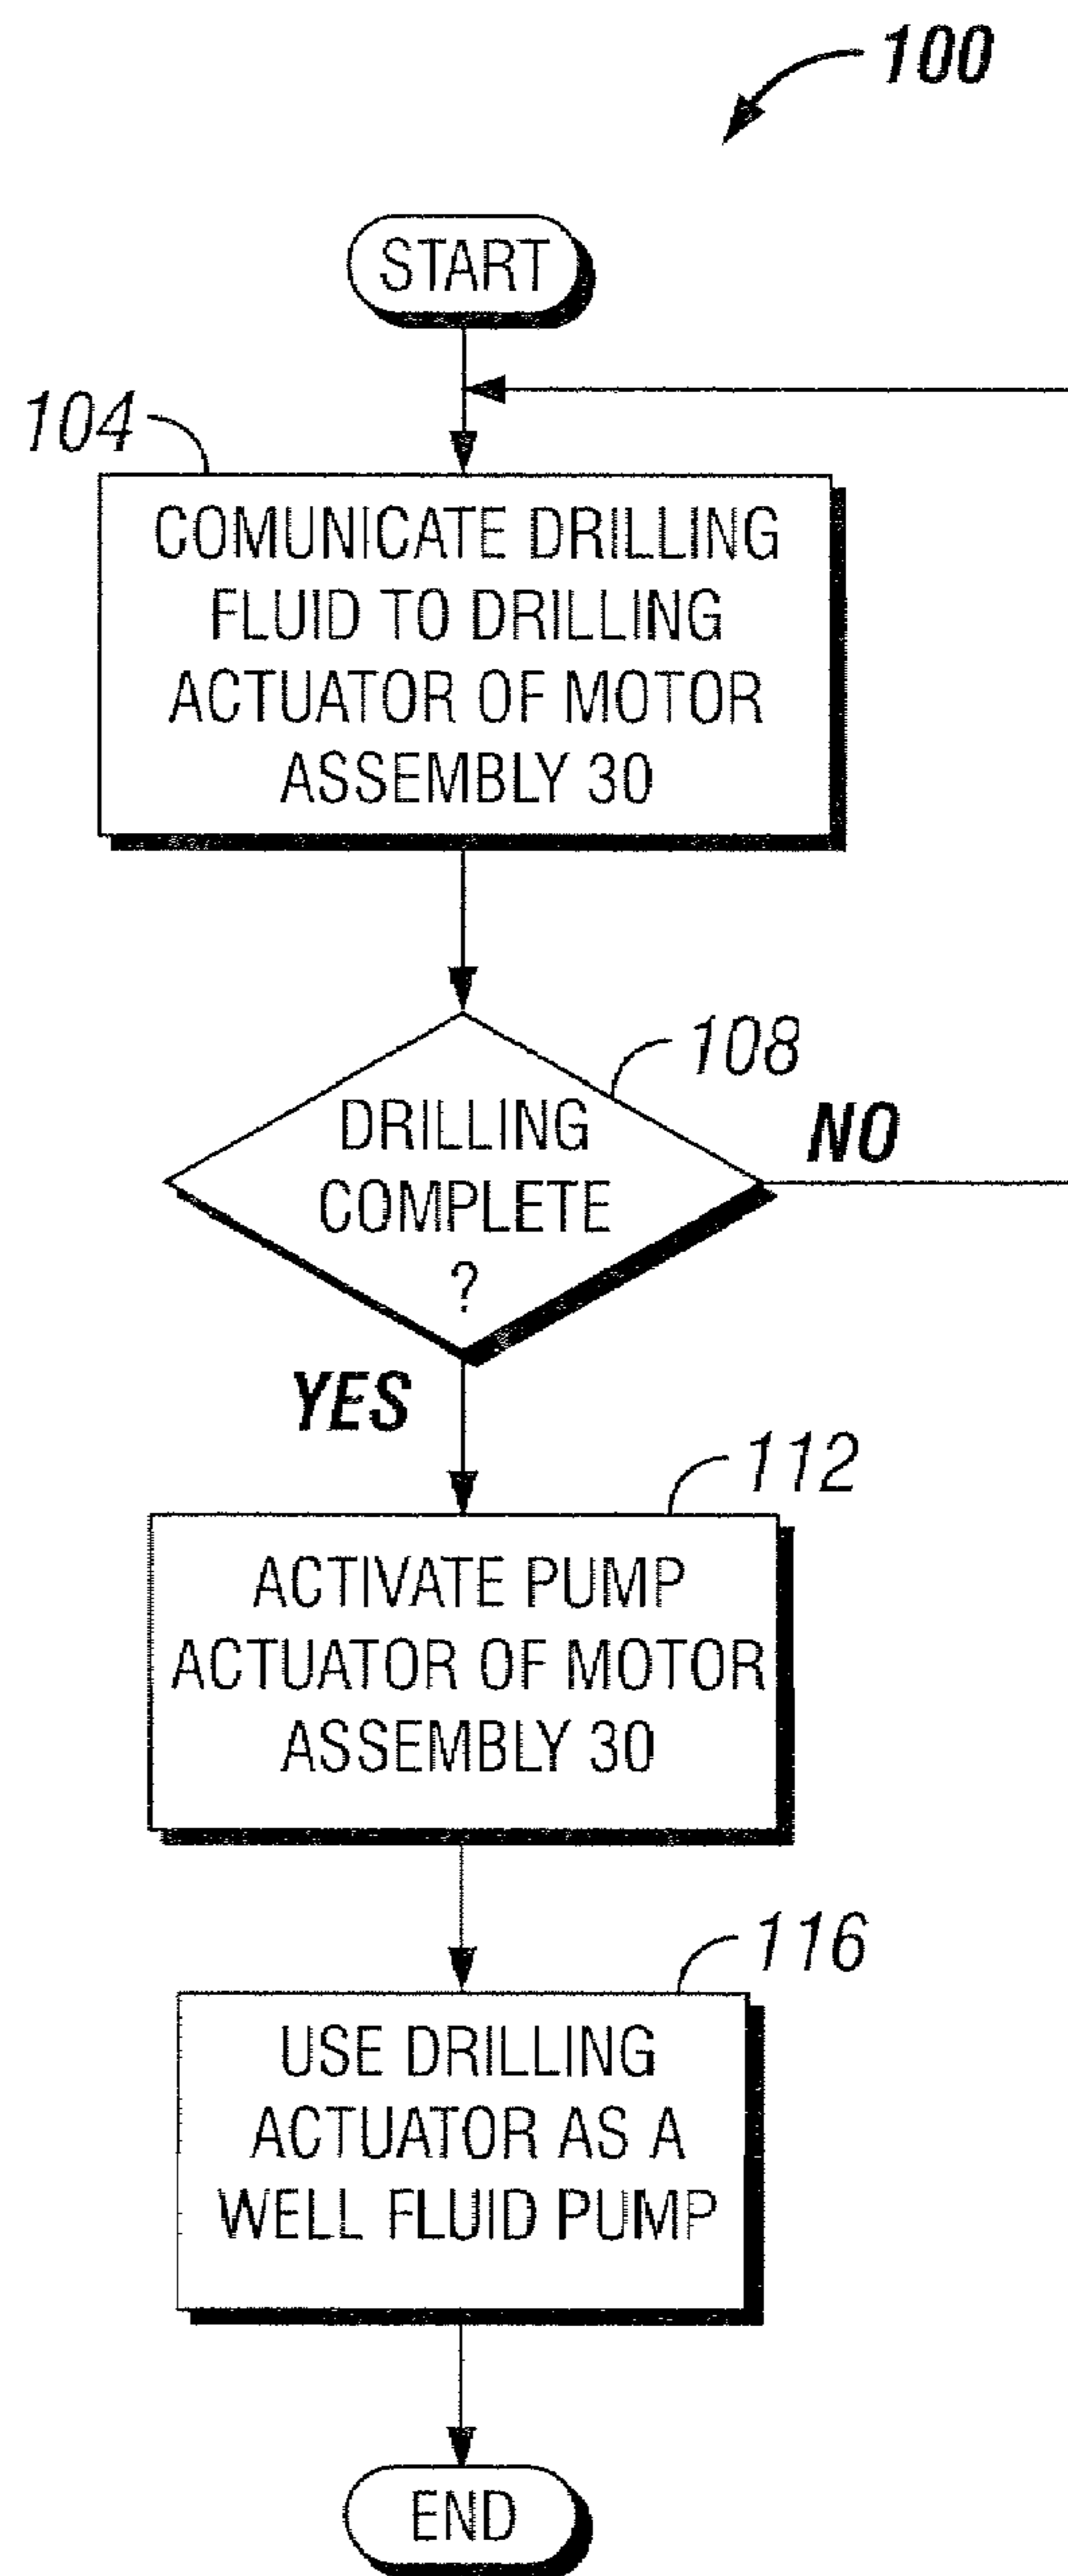 100
START
104
COMUNICATE DRILLING
FLUID TO DRILLING
ACTUATOR OF MOTOR
ASSEMBLY 30
108
DRILLING
COMPLETE
?
NO
YES
112
ACTIVATE PUMP
ACTUATOR OF MOTOR
ASSEMBLY 30
116
USE DRILLING
ACTUATOR AS A
WELL FLUID PUMP
END